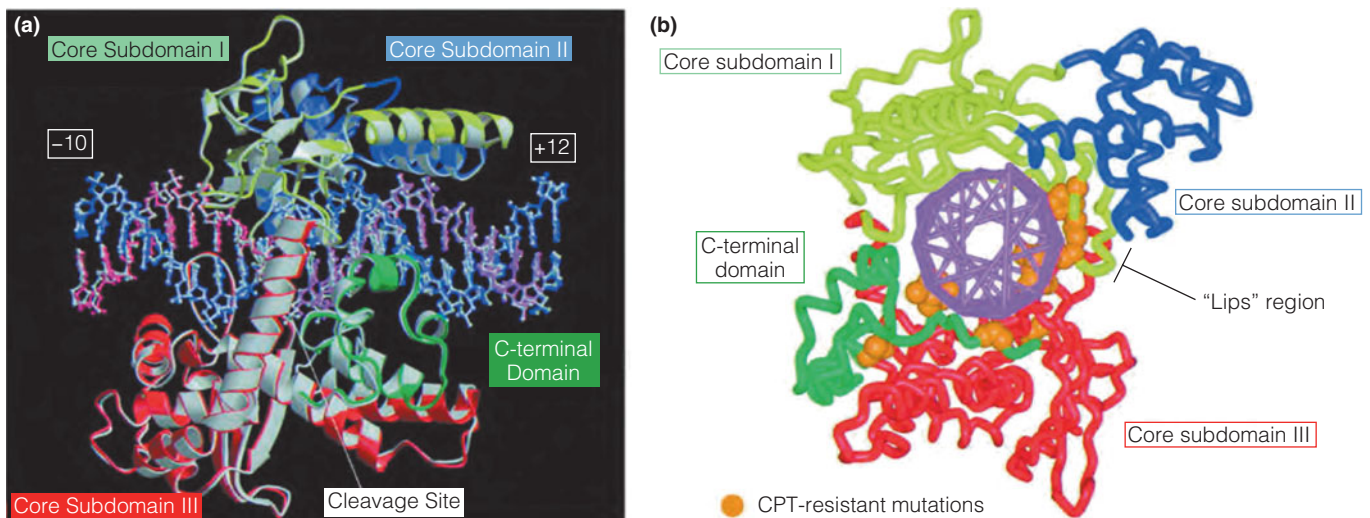 (a)
Core Subdomain I
Core Subdomain II
−10
+12
C-terminal
Domain
Core Subdomain III
Cleavage Site
(b)
Core subdomain I
Core subdomain II
C-terminal
domain
“Lips” region
Core subdomain III
CPT-resistant mutations